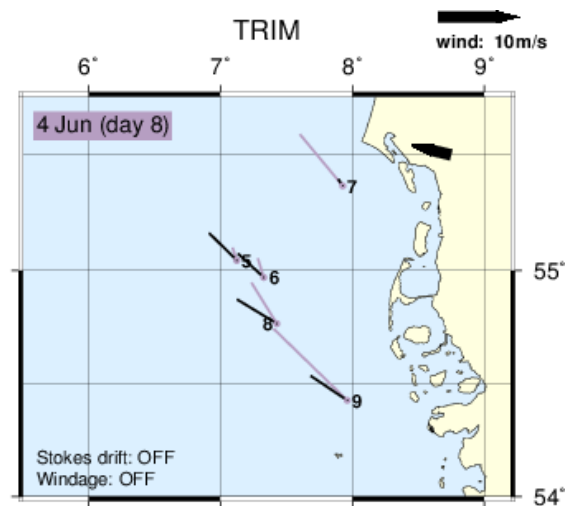 TRIM
wind: 10m/s
6° 7° 8° 9°
4 Jun (day 8)
7
5
6
55°
8
9
Stokes drift: OFF
Windage: OFF
54°